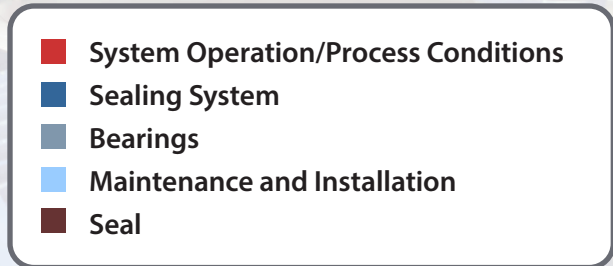 System Operation/Process Conditions
Sealing System
Bearings
Maintenance and Installation
Seal